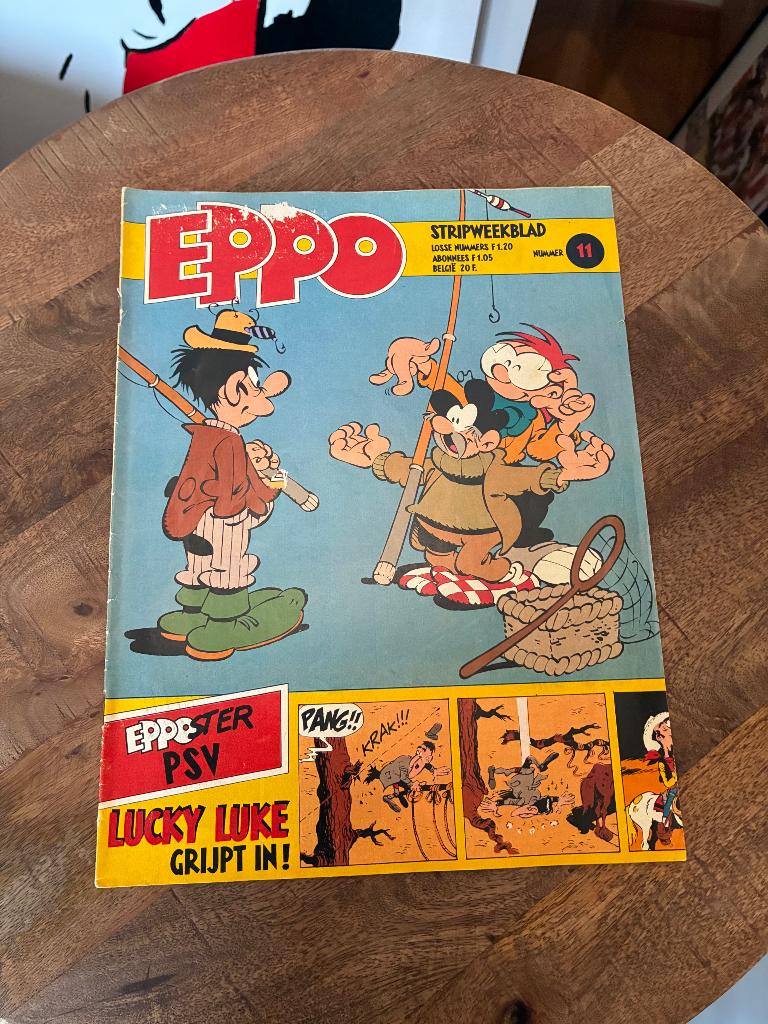 EPPO
STRIPWEEKBLAD
LOSSE NUMMERS F 1.20
ABONNEES F 1.05
BELGIË 20 F.
NUMMER 11
EPPOSTER
PSV
LUCKY LUKE
GRIJPT IN!
PANG!!
KRAK!!!